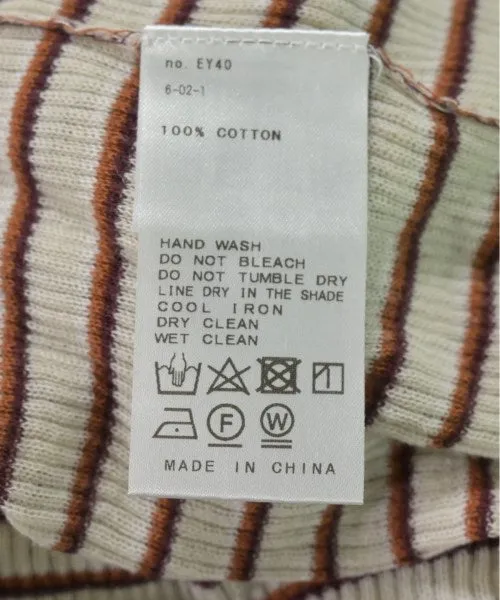 no. EY40
6-02-1
100% COTTON
HAND WASH
DO NOT BLEACH
DO NOT TUMBLE DRY
LINE DRY IN THE SHADE
COOL IRON
DRY CLEAN
WET CLEAN
F W
MADE IN CHINA